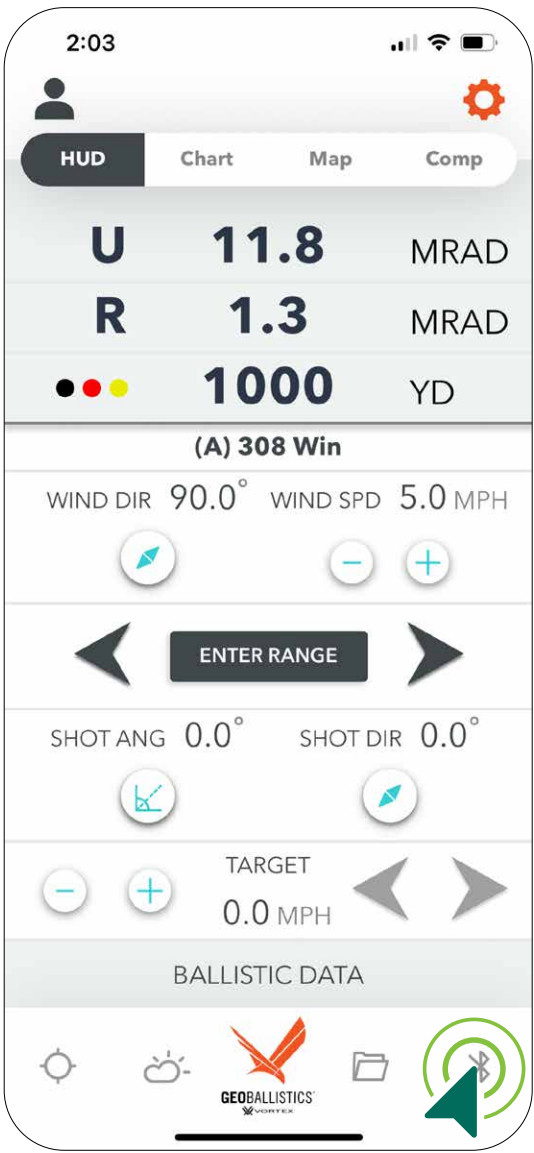 2:03
HUD Chart Map Comp
U 11.8 MRAD
R 1.3 MRAD
1000 YD
(A) 308 Win
WIND DIR 90.0° WIND SPD 5.0 MPH
ENTER RANGE
SHOT ANG 0.0° SHOT DIR 0.0°
TARGET
0.0 MPH
BALLISTIC DATA
GEOBALLISTICS
VORTEX